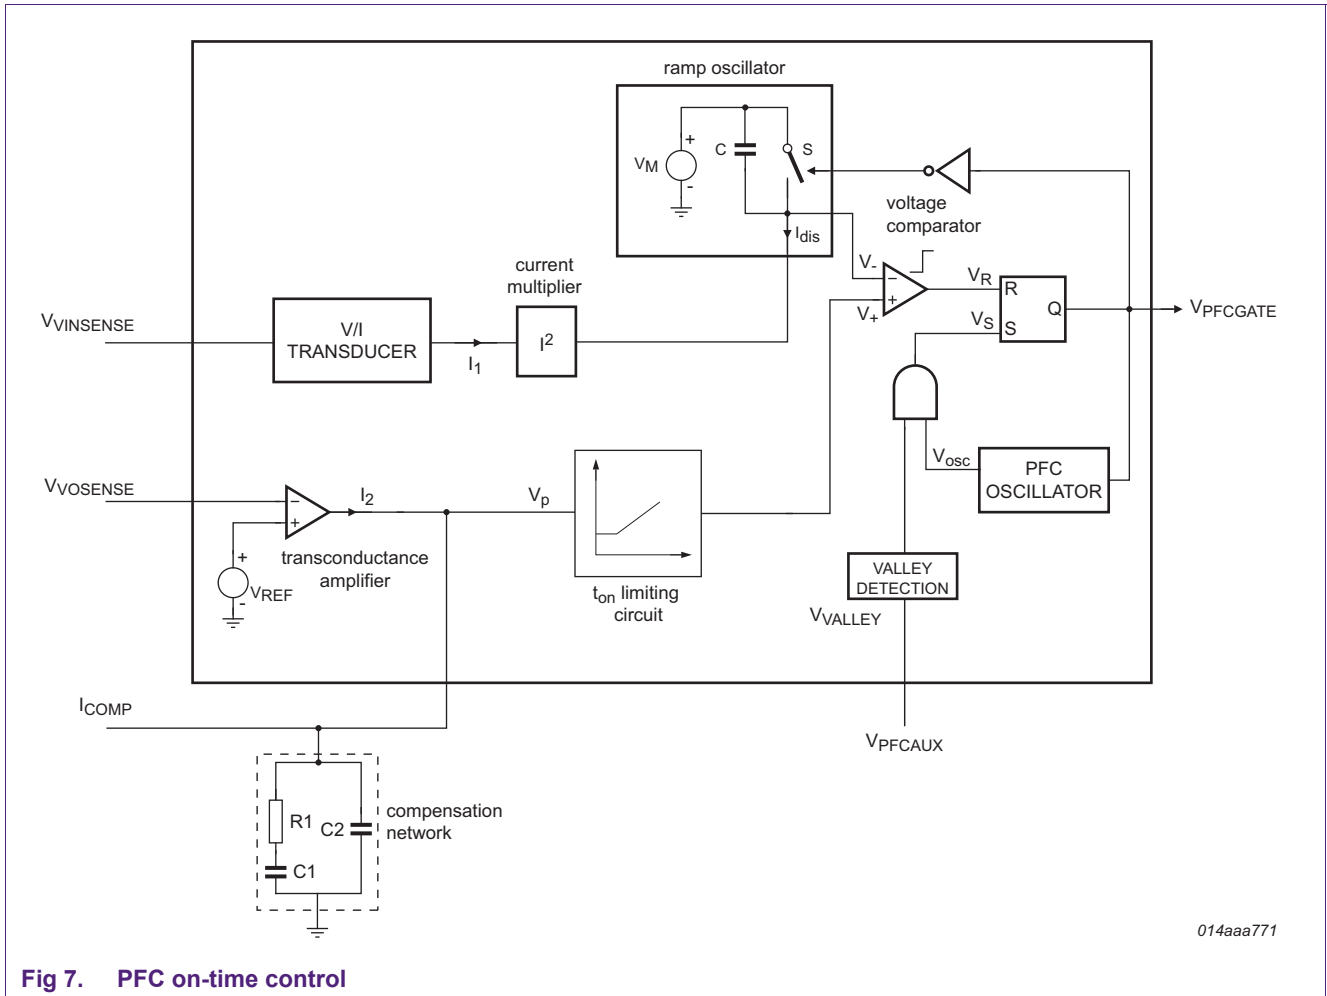 ramp oscillator
+
VM
-
C
S
Idis
voltage
comparator
V-
−
V+
+
VR
R
Q
VS
S
VPFCGATE
current
multiplier
VVINSENSE
V/I
TRANSDUCER
I1
I2
VVOSENSE
−
+
I2
Vp
transconductance
amplifier
+
VREF
-
ton limiting
circuit
Vosc
PFC
OSCILLATOR
VALLEY
DETECTION
VVALLEY
VPFCAUX
ICOMP
R1
C2
C1
compensation
network
014aaa771
Fig 7. PFC on-time control